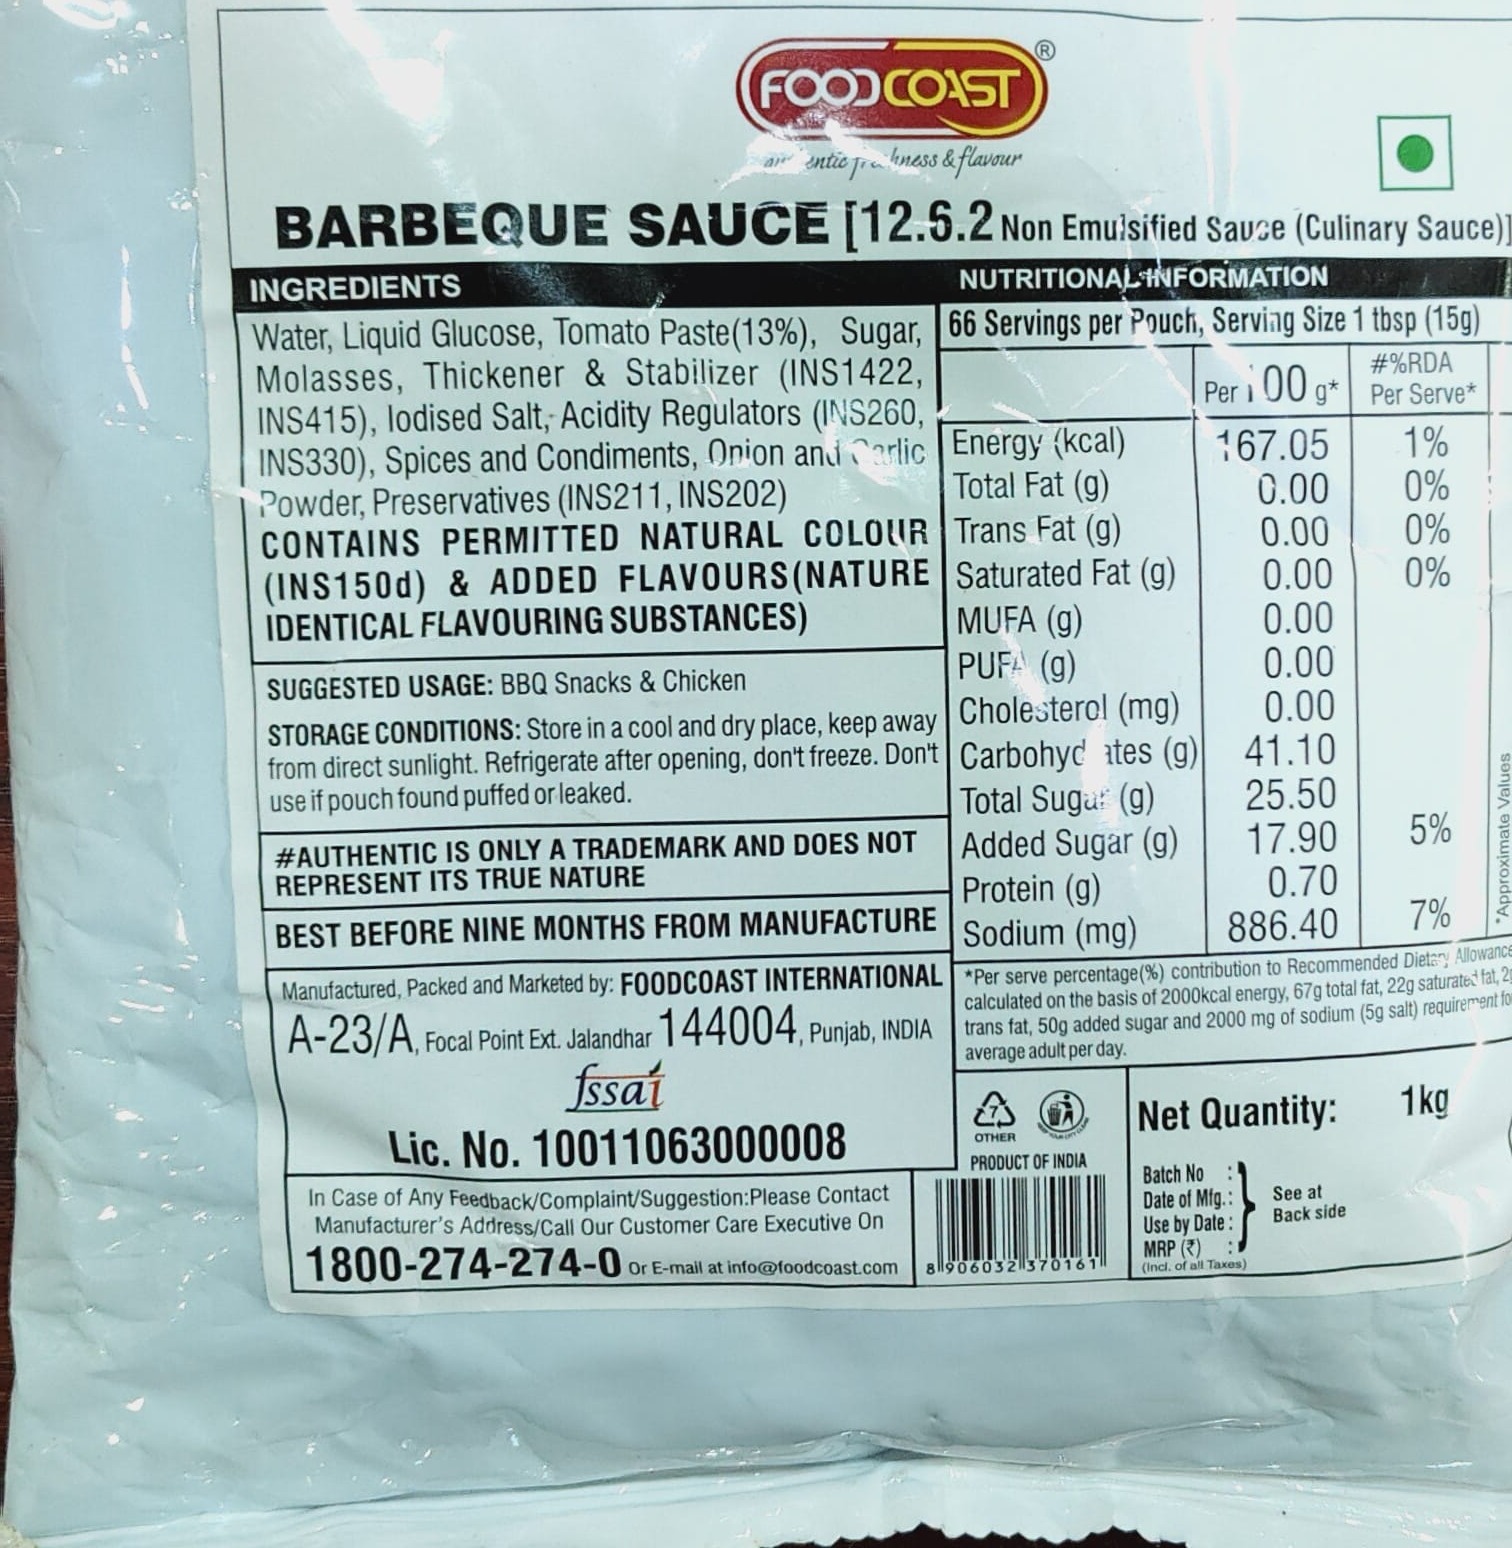 FOODCOAST®
& flavour
BARBEQUE SAUCE [12.6.2 Non Emulsified Sauce (Culinary Sauce)]
INGREDIENTS
Water, Liquid Glucose, Tomato Paste(13%), Sugar,
Molasses, Thickener & Stabilizer (INS1422,
INS415), Iodised Salt, Acidity Regulators (INS260,
INS330), Spices and Condiments, Onion and Garlic
Powder, Preservatives (INS211, INS202)
CONTAINS PERMITTED NATURAL COLOUR
(INS150d) & ADDED FLAVOURS(NATURE
IDENTICAL FLAVOURING SUBSTANCES)
SUGGESTED USAGE: BBQ Snacks & Chicken
STORAGE CONDITIONS: Store in a cool and dry place, keep away
from direct sunlight. Refrigerate after opening, don't freeze. Don't
use if pouch found puffed or leaked.
#AUTHENTIC IS ONLY A TRADEMARK AND DOES NOT
REPRESENT ITS TRUE NATURE
BEST BEFORE NINE MONTHS FROM MANUFACTURE
Manufactured, Packed and Marketed by: FOODCOAST INTERNATIONAL
A-23/A, Focal Point Ext. Jalandhar 144004, Punjab, INDIA
fssai
Lic. No. 10011063000008
In Case of Any Feedback/Complaint/Suggestion:Please Contact
Manufacturer's Address/Call Our Customer Care Executive On
1800-274-274-0 Or E-mail at info@foodcoast.com
NUTRITIONAL INFORMATION
66 Servings per Pouch, Serving Size 1 tbsp (15g)
Per 100 g* #%RDA Per Serve*
Energy (kcal) 167.05 1%
Total Fat (g) 0.00 0%
Trans Fat (g) 0.00 0%
Saturated Fat (g) 0.00 0%
MUFA (g) 0.00
PUFA (g) 0.00
Cholesterol (mg) 0.00
Carbohydrates (g) 41.10
Total Sugar (g) 25.50
Added Sugar (g) 17.90 5%
Protein (g) 0.70
Sodium (mg) 886.40 7%
*Approximate Values
*Per serve percentage(%) contribution to Recommended Dietary Allowance
calculated on the basis of 2000kcal energy, 67g total fat, 22g saturated fat, 2g
trans fat, 50g added sugar and 2000 mg of sodium (5g salt) requirement
average adult per day.
7
OTHER
PRODUCT OF INDIA
8 906032 370161
Net Quantity: 1kg
Batch No :
Date of Mfg.:
Use by Date :
MRP (₹) :
(Incl. of all Taxes)
See at
Back side